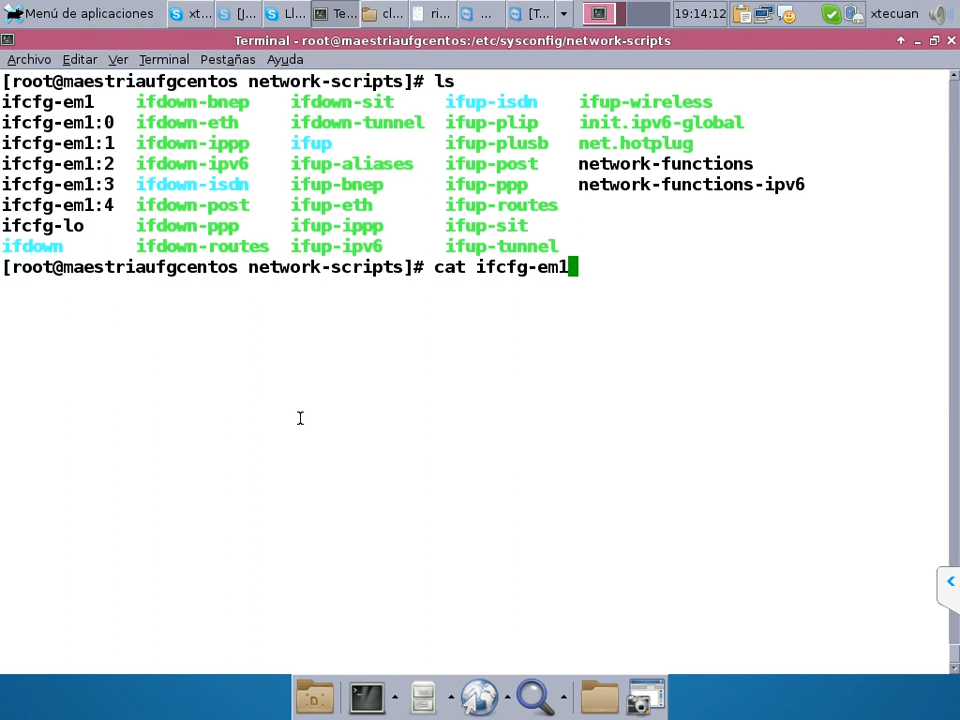 Menú de aplicaciones xt... [J... Ll... Te... cl... ri... ... [T... 19:14:12 xtecuan
Terminal - root@maestriaufgcentos:/etc/sysconfig/network-scripts
Archivo Editar Ver Terminal Pestañas Ayuda
[root@maestriaufgcentos network-scripts]# ls
ifcfg-em1 ifdown-bnep ifdown-sit ifup-isdn ifup-wireless
ifcfg-em1:0 ifdown-eth ifdown-tunnel ifup-plip init.ipv6-global
ifcfg-em1:1 ifdown-ippp ifup ifup-plusb net.hotplug
ifcfg-em1:2 ifdown-ipv6 ifup-aliases ifup-post network-functions
ifcfg-em1:3 ifdown-isdn ifup-bnep ifup-ppp network-functions-ipv6
ifcfg-em1:4 ifdown-post ifup-eth ifup-routes
ifcfg-lo ifdown-ppp ifup-ippp ifup-sit
ifdown ifdown-routes ifup-ipv6 ifup-tunnel
[root@maestriaufgcentos network-scripts]# cat ifcfg-em1